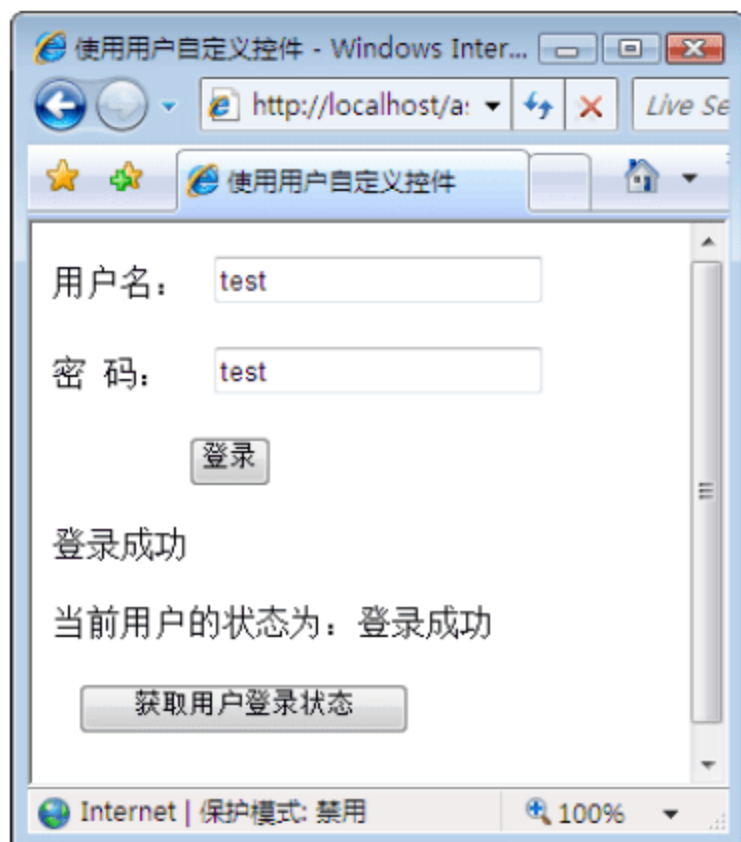 使用用户自定义控件 - Windows Inter...
http://localhost/a
Live Se
使用用户自定义控件
用户名： test
密 码： test
登录
登录成功
当前用户的状态为：登录成功
获取用户登录状态
Internet | 保护模式: 禁用 100%